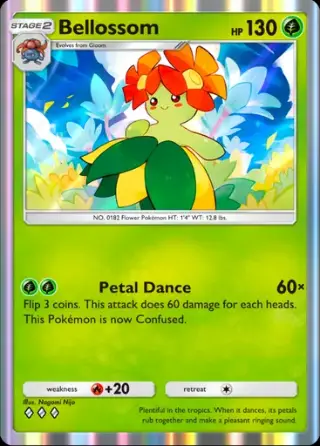 STAGE 2 Bellossom HP 130
Evolves from Gloom
NO. 0182 Flower Pokémon HT: 1'4" WT: 12.8 lbs.
Petal Dance 60×
Flip 3 coins. This attack does 60 damage for each heads.
This Pokémon is now Confused.
weakness +20 retreat
Illus. Nagomi Nijo
Plentiful in the tropics. When it dances, its petals
rub together and make a pleasant ringing sound.